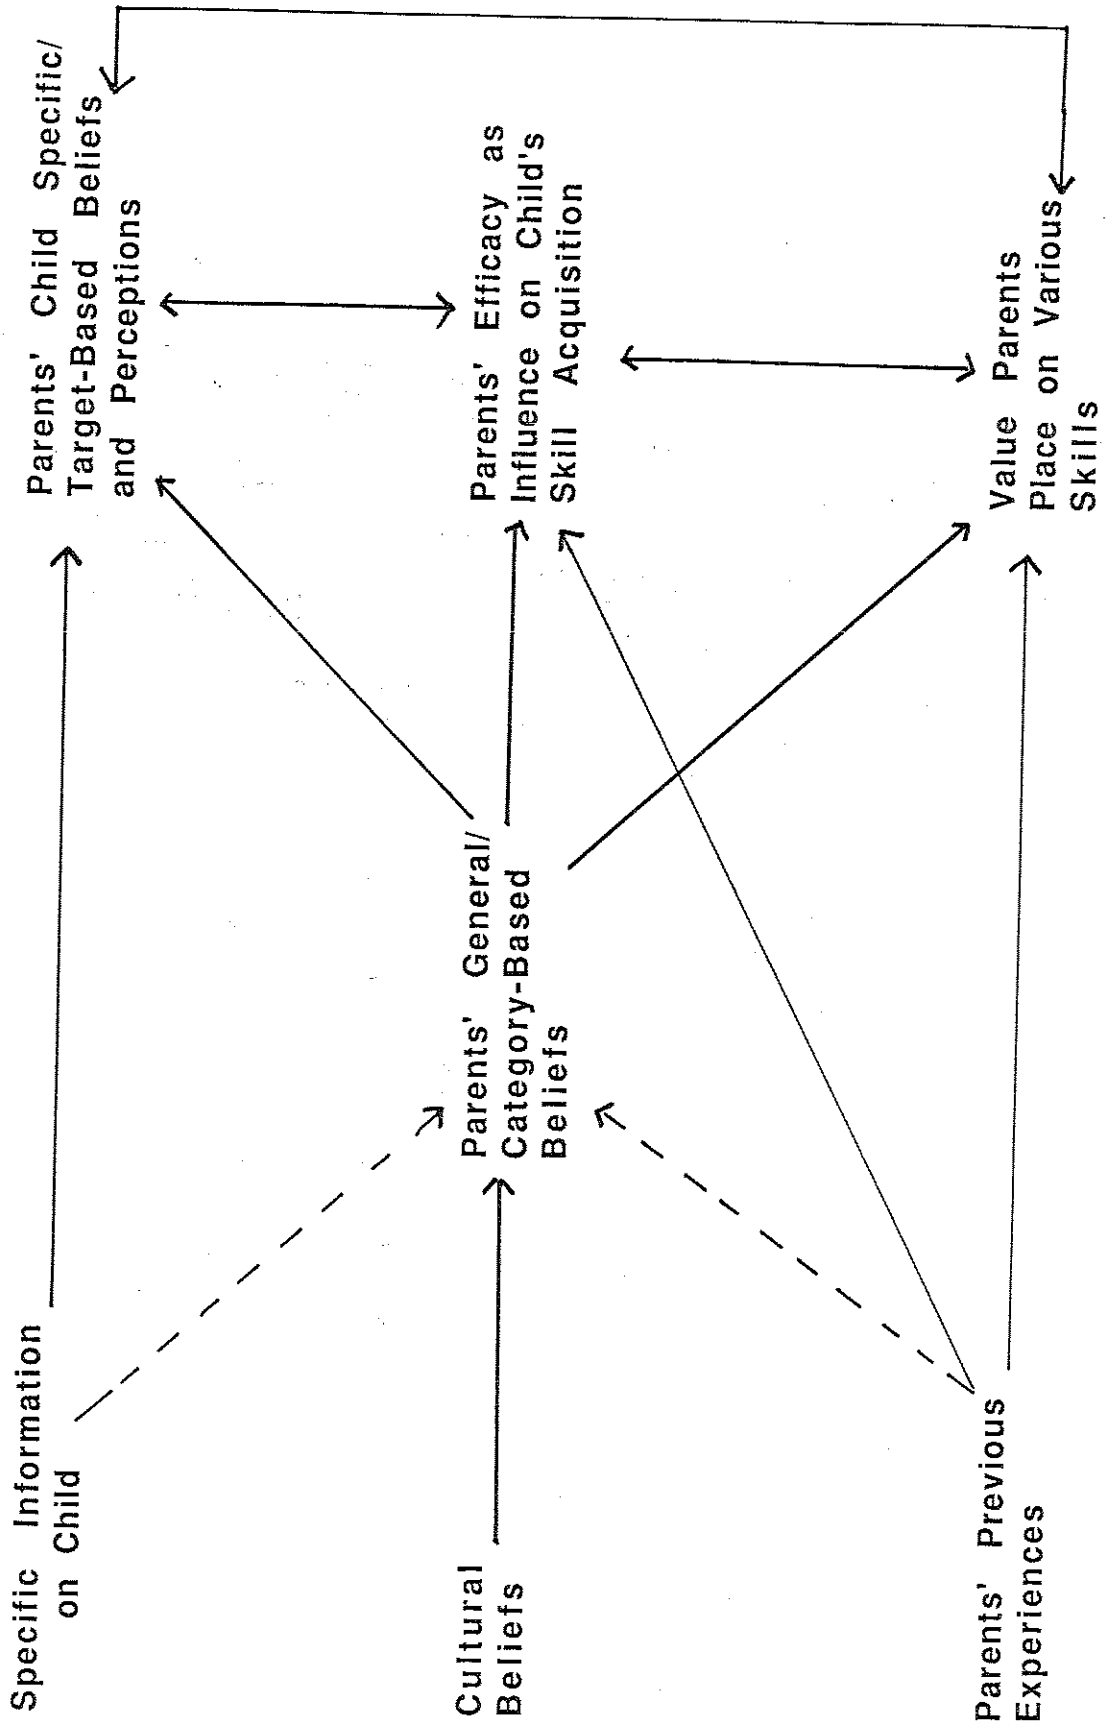 Specific Information
on Child
Cultural
Beliefs
Parents' Previous
Experiences
Parents' General/
Category-Based
Beliefs
Parents' Child Specific/
Target-Based Beliefs
and Perceptions
Parents' Efficacy as
Influence on Child's
Skill Acquisition
Value Parents
Place on Various
Skills